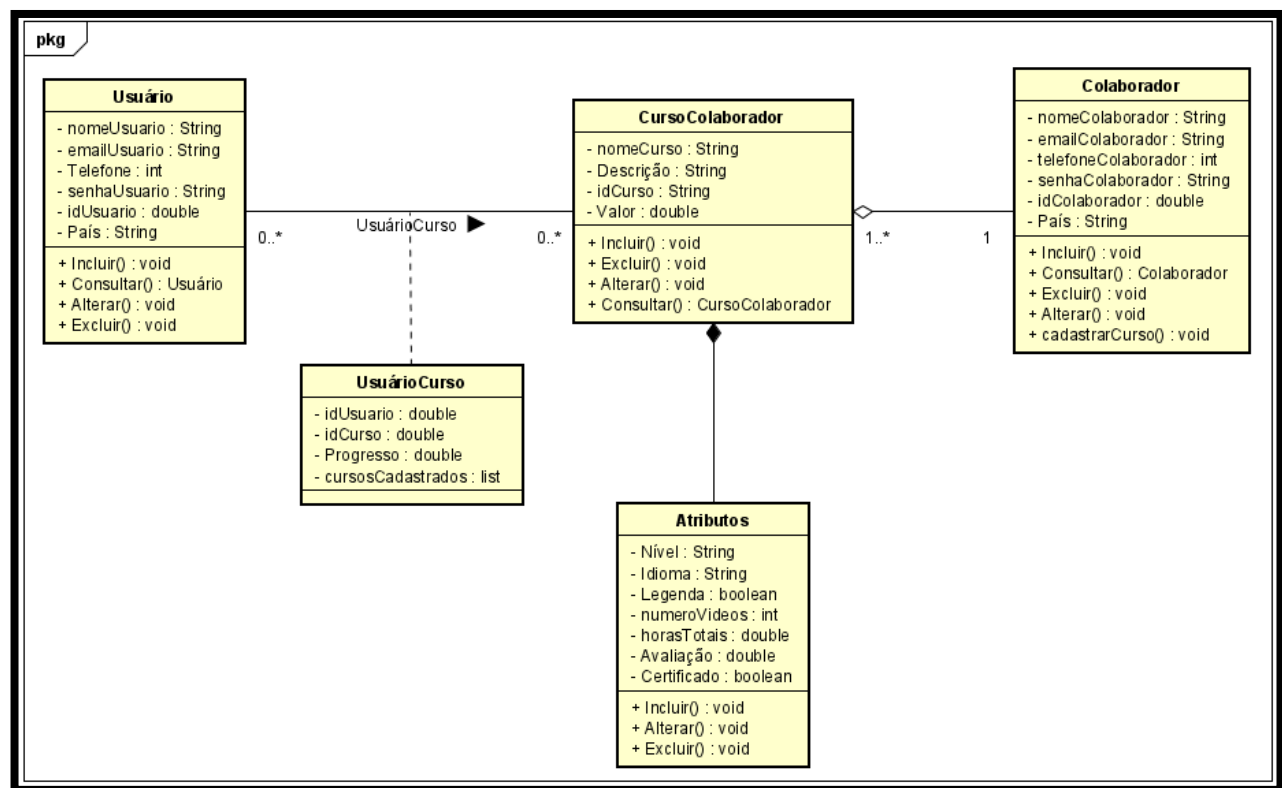 pkg
Usuário
- nomeUsuario : String
- emailUsuario : String
- Telefone : int
- senhaUsuario : String
- idUsuario : double
- País : String
+ Incluir() : void
+ Consultar() : Usuário
+ Alterar() : void
+ Excluir() : void
0..*
UsuárioCurso
0..*
CursoColaborador
- nomeCurso : String
- Descrição : String
- idCurso : String
- Valor : double
+ Incluir() : void
+ Excluir() : void
+ Alterar() : void
+ Consultar() : CursoColaborador
1..*
1
Colaborador
- nomeColaborador : String
- emailColaborador : String
- telefoneColaborador : int
- senhaColaborador : String
- idColaborador : double
- País : String
+ Incluir() : void
+ Consultar() : Colaborador
+ Excluir() : void
+ Alterar() : void
+ cadastrarCurso() : void
UsuárioCurso
- idUsuario : double
- idCurso : double
- Progresso : double
- cursosCadastrados : list
Atributos
- Nível : String
- Idioma : String
- Legenda : boolean
- numeroVideos : int
- horasTotais : double
- Avaliação : double
- Certificado : boolean
+ Incluir() : void
+ Alterar() : void
+ Excluir() : void